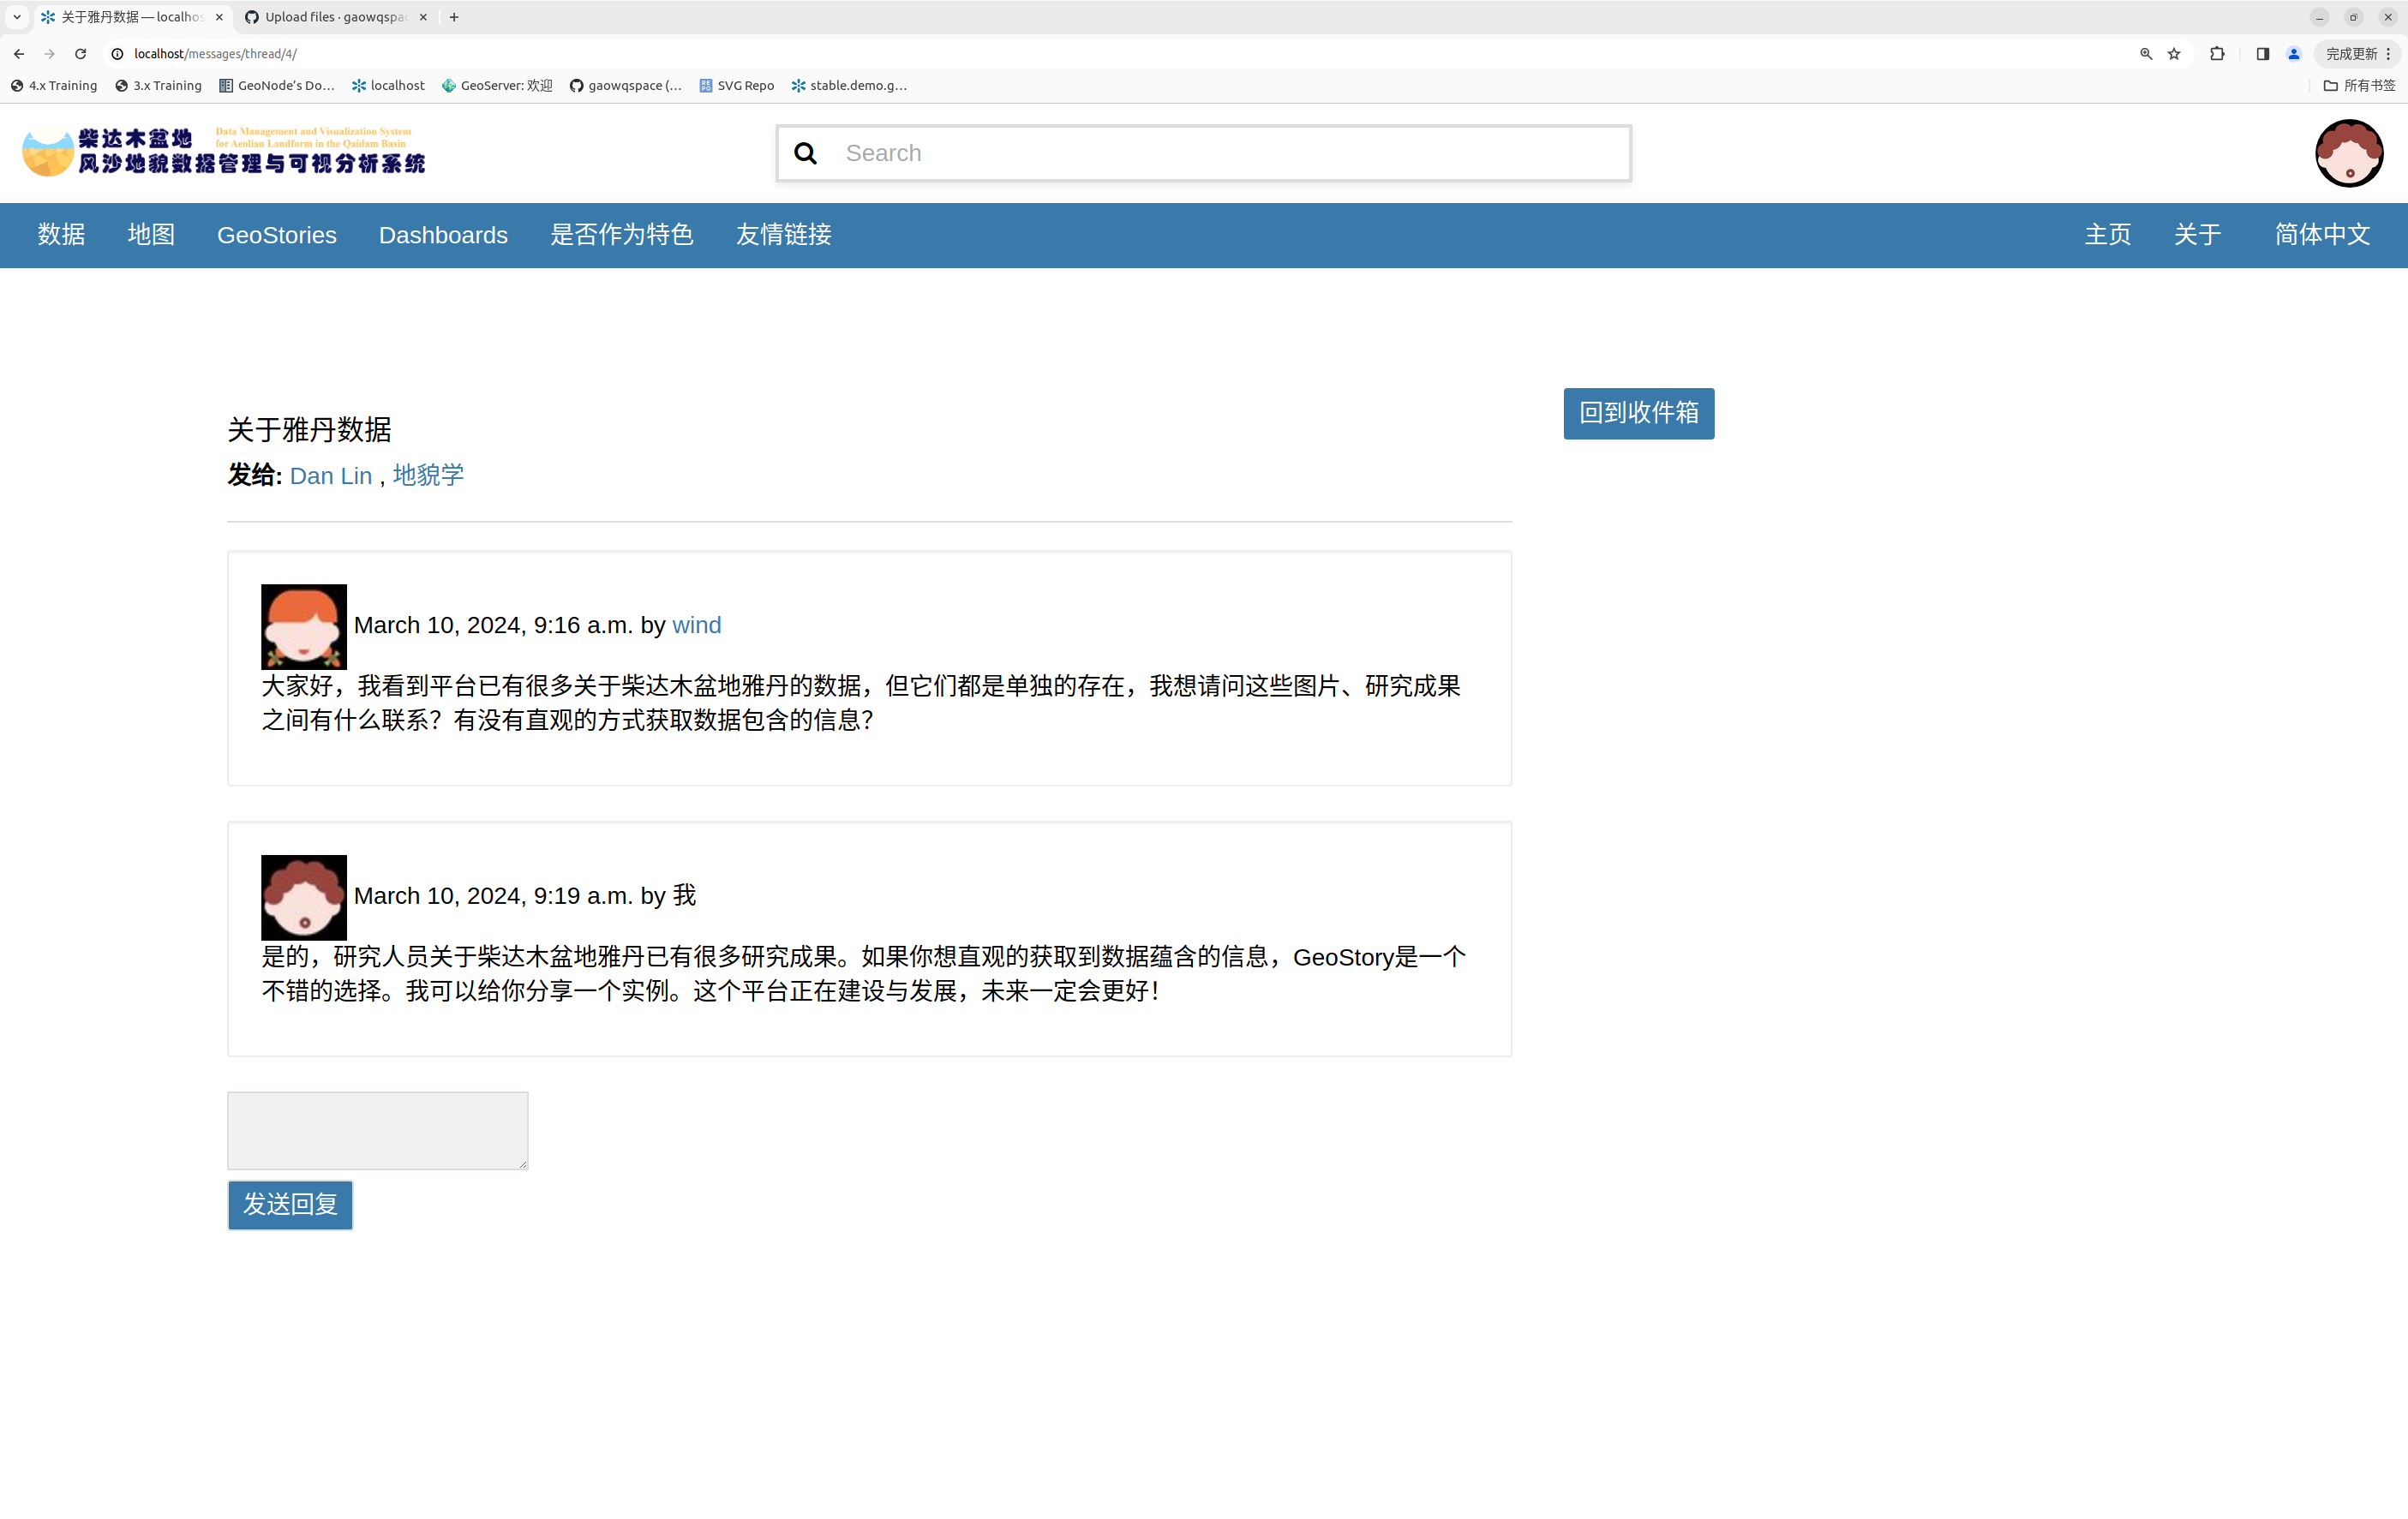 关于雅丹数据 — localhos
Upload files · gaowqspac
localhost/messages/thread/4/
完成更新
4.x Training
3.x Training
GeoNode’s Do…
localhost
GeoServer: 欢迎
gaowqspace (…
SVG Repo
stable.demo.g…
所有书签
柴达木盆地
Data Management and Visualization System
for Aeolian Landform in the Qaidam Basin
风沙地貌数据管理与可视分析系统
Search
数据 地图 GeoStories Dashboards 是否作为特色 友情链接 主页 关于 简体中文
回到收件箱
关于雅丹数据
发给: Dan Lin , 地貌学
March 10, 2024, 9:16 a.m. by wind
大家好，我看到平台已有很多关于柴达木盆地雅丹的数据，但它们都是单独的存在，我想请问这些图片、研究成果
之间有什么联系？有没有直观的方式获取数据包含的信息？
March 10, 2024, 9:19 a.m. by 我
是的，研究人员关于柴达木盆地雅丹已有很多研究成果。如果你想直观的获取到数据蕴含的信息，GeoStory是一个
不错的选择。我可以给你分享一个实例。这个平台正在建设与发展，未来一定会更好！
发送回复